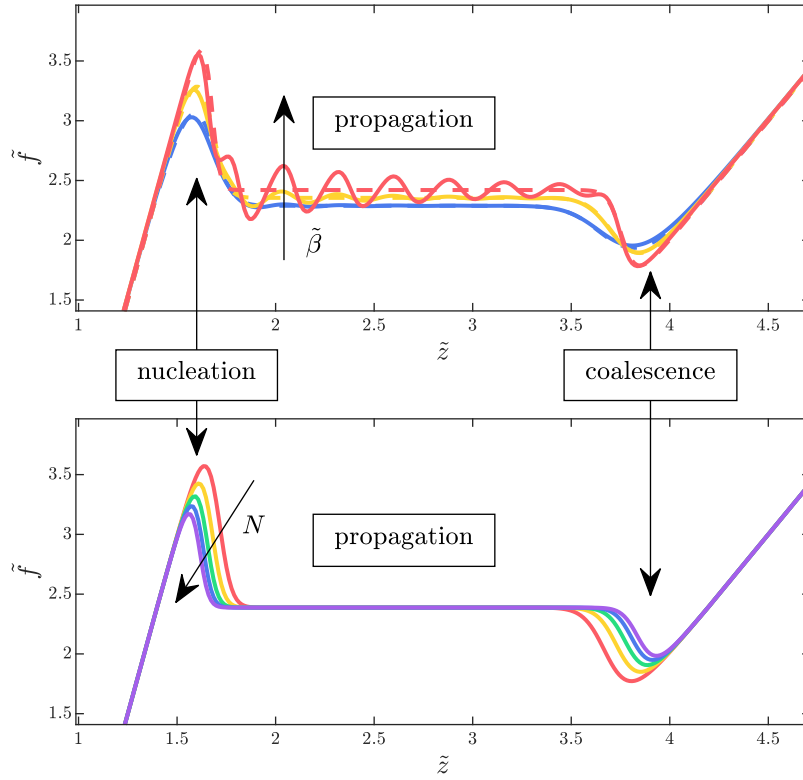 3.5
3
2.5
2
1.5
f̃
propagation
β̃
1 2 2.5 3 3.5 4 4.5
z̃
nucleation
coalescence
3.5
3
2.5
2
1.5
f̃
N
propagation
1 1.5 2 2.5 3 3.5 4 4.5
z̃